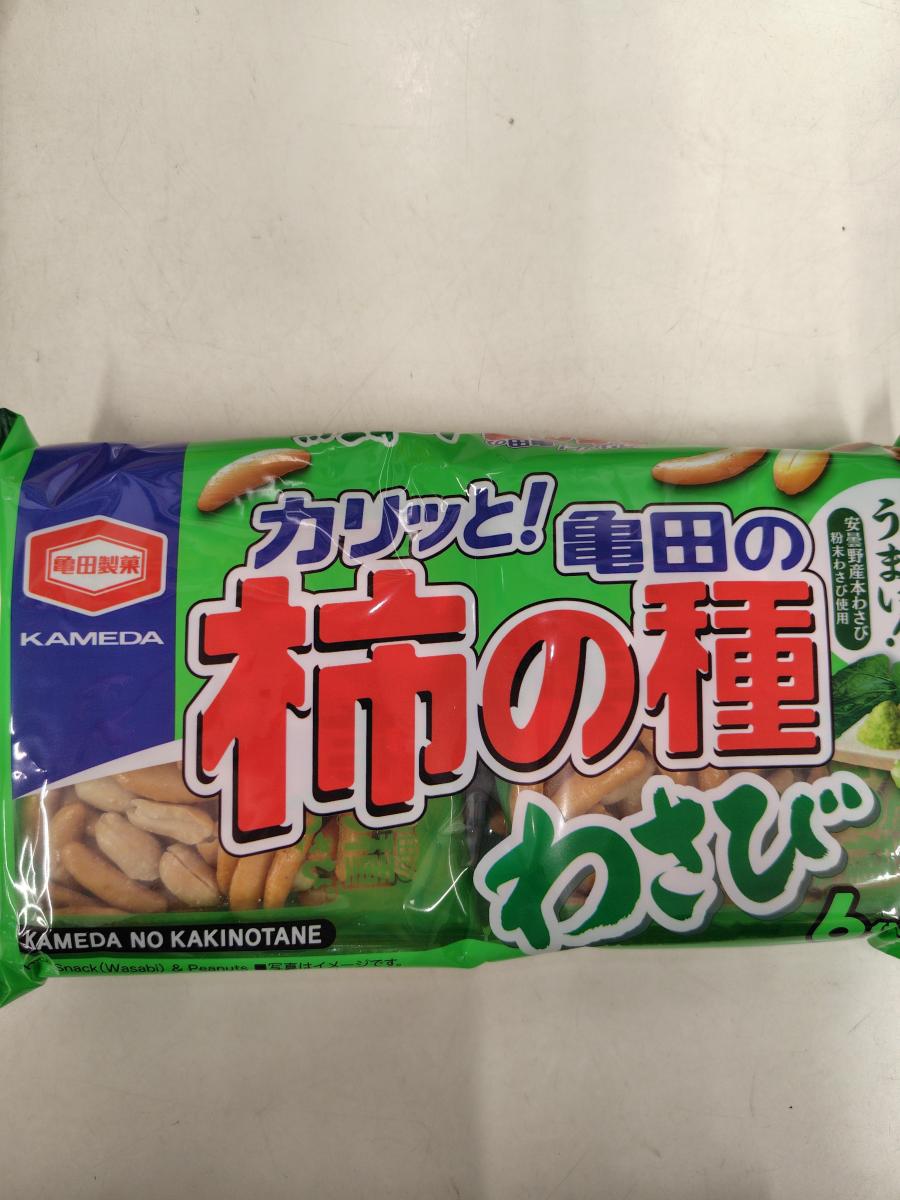 カリッと!
亀田の
柿の種
わさび
亀田製菓
KAMEDA
うまい!
安曇野産本わさび
粉末わさび使用
6
KAMEDA NO KAKINOTANE
Snack(Wasabi) & Peanuts ■写真はイメージです。